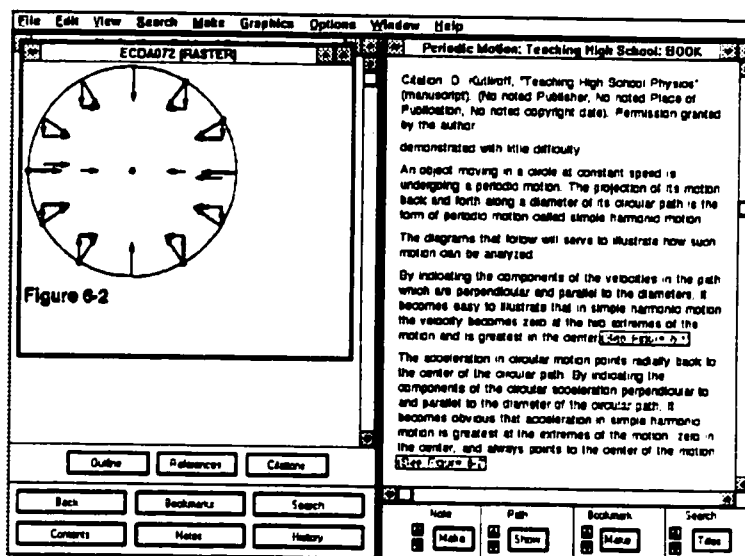 File Edit View Search Make Graphics Options Window Help
ECDA072 [RASTER]
Figure 6-2
Outline References Citations
Back Bookmarks Search
Contents Notes History
Periodic Motion: Teaching High School: BOOK
Citation: D. Kutliroff, "Teaching High School Physics"
(manuscript). (No noted Publisher, No noted Place of
Publication, No noted copyright date). Permission granted
by the author.
demonstrated with little difficulty
An object moving in a circle at constant speed is
undergoing a periodic motion. The projection of its motion
back and forth along a diameter of its circular path is the
form of periodic motion called simple harmonic motion
The diagrams that follow will serve to illustrate how such
motion can be analyzed
By indicating the components of the velocities in the path
which are perpendicular and parallel to the diameters, it
becomes easy to illustrate that in simple harmonic motion
the velocity becomes zero at the two extremes of the
motion and is greatest in the center (See Figure
The acceleration in circular motion points radially back to
the center of the circular path. By indicating the
components of the circular acceleration perpendicular to
and parallel to the diameter of the circular path, it
becomes obvious that acceleration in simple harmonic
motion is greatest at the extremes of the motion, zero in
the center, and always points to the center of the motion
(See Figure
Note Path Bookmark Search
Make Show Make Titles